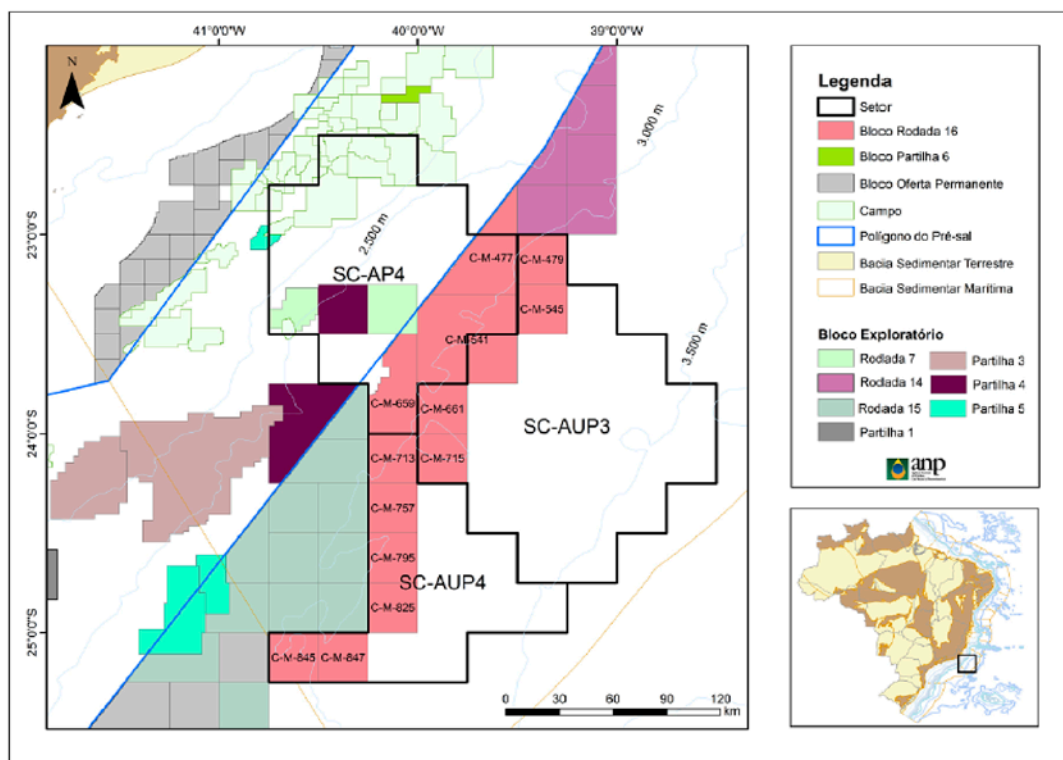 41°0'0"W
40°0'0"W
39°0'0"W
N
3.000 m
23°0'0"S
2.500 m
C-M-477
C-M-479
SC-AP4
C-M-545
3.500 m
C-M-541
C-M-659
C-M-661
SC-AUP3
24°0'0"S
C-M-713
C-M-715
C-M-757
C-M-795
SC-AUP4
C-M-825
25°0'0"S
C-M-845
C-M-847
0 30 60 90 120
km
Legenda
Setor
Bloco Rodada 16
Bloco Partilha 6
Bloco Oferta Permanente
Campo
Polígono do Pré-sal
Bacia Sedimentar Terrestre
Bacia Sedimentar Marítima
Bloco Exploratório
Rodada 7
Partilha 3
Rodada 14
Partilha 4
Rodada 15
Partilha 5
Partilha 1
anp